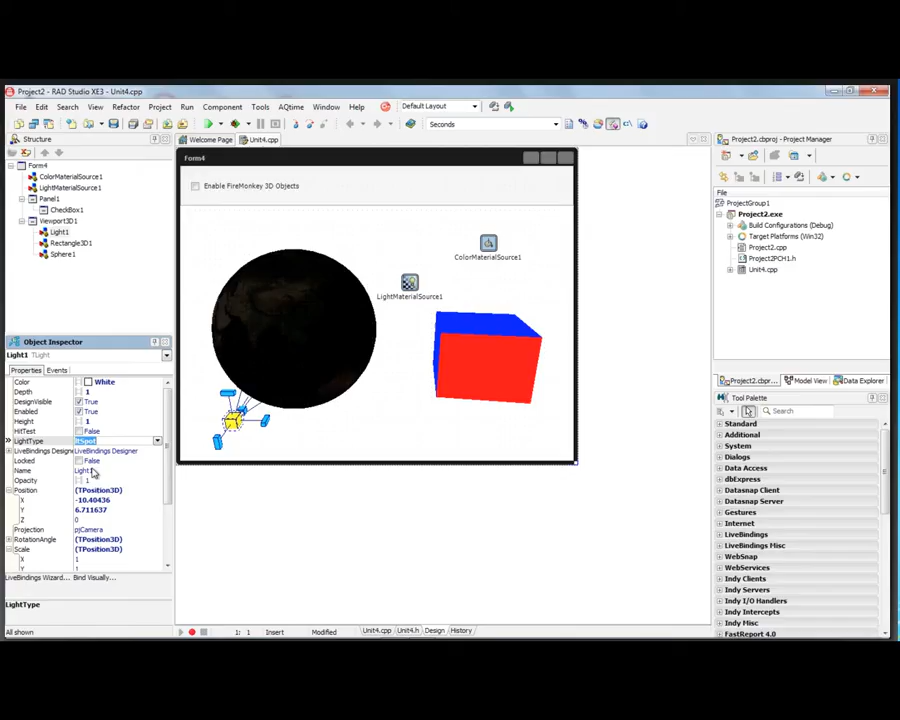 Project2 - RAD Studio XE3 - Unit4.cpp
File Edit Search View Refactor Project Run Component Tools AQtime Window Help Default Layout
Seconds
Structure
Form4
ColorMaterialSource1
LightMaterialSource1
Panel1
CheckBox1
Viewport3D1
Light1
Rectangle3D1
Sphere1
Welcome Page Unit4.cpp
Form4
Enable FireMonkey 3D Objects
ColorMaterialSource1
LightMaterialSource1
Object Inspector
Light1 TLight
Properties Events
Color White
Depth 1
DesignVisible True
Enabled True
Height 1
HitTest False
LightType ltSpot
LiveBindings Design LiveBindings Designer
Locked False
Name Light1
Opacity 1
Position (TPosition3D)
X -10.40436
Y 6.711637
Z 0
Projection pjCamera
RotationAngle (TPosition3D)
Scale (TPosition3D)
X 1
LiveBindings Wizard... Bind Visually...
LightType
All shown
1: 1 Insert Modified Unit4.cpp Unit4.h Design History
Project2.cbproj - Project Manager
File
ProjectGroup1
Project2.exe
Build Configurations (Debug)
Target Platforms (Win32)
Project2.cpp
Project2PCH1.h
Unit4.cpp
Project2.cbpr... Model View Data Explorer
Tool Palette
Search
Standard
Additional
System
Dialogs
Data Access
dbExpress
Datasnap Client
Datasnap Server
Internet
LiveBindings
LiveBindings Misc
WebSnap
WebServices
Indy Clients
Indy Servers
Indy I/O Handlers
Indy Intercepts
Indy Misc
FastReport 4.0